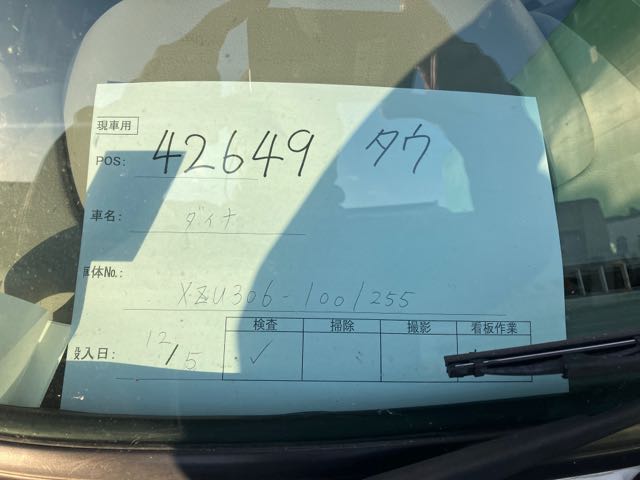 現車用
POS: 42649 タウ
車名: ダイナ
車体No.: XZU306-1001255
搬入日: 12/5
検査 掃除 撮影 看板作業
✓